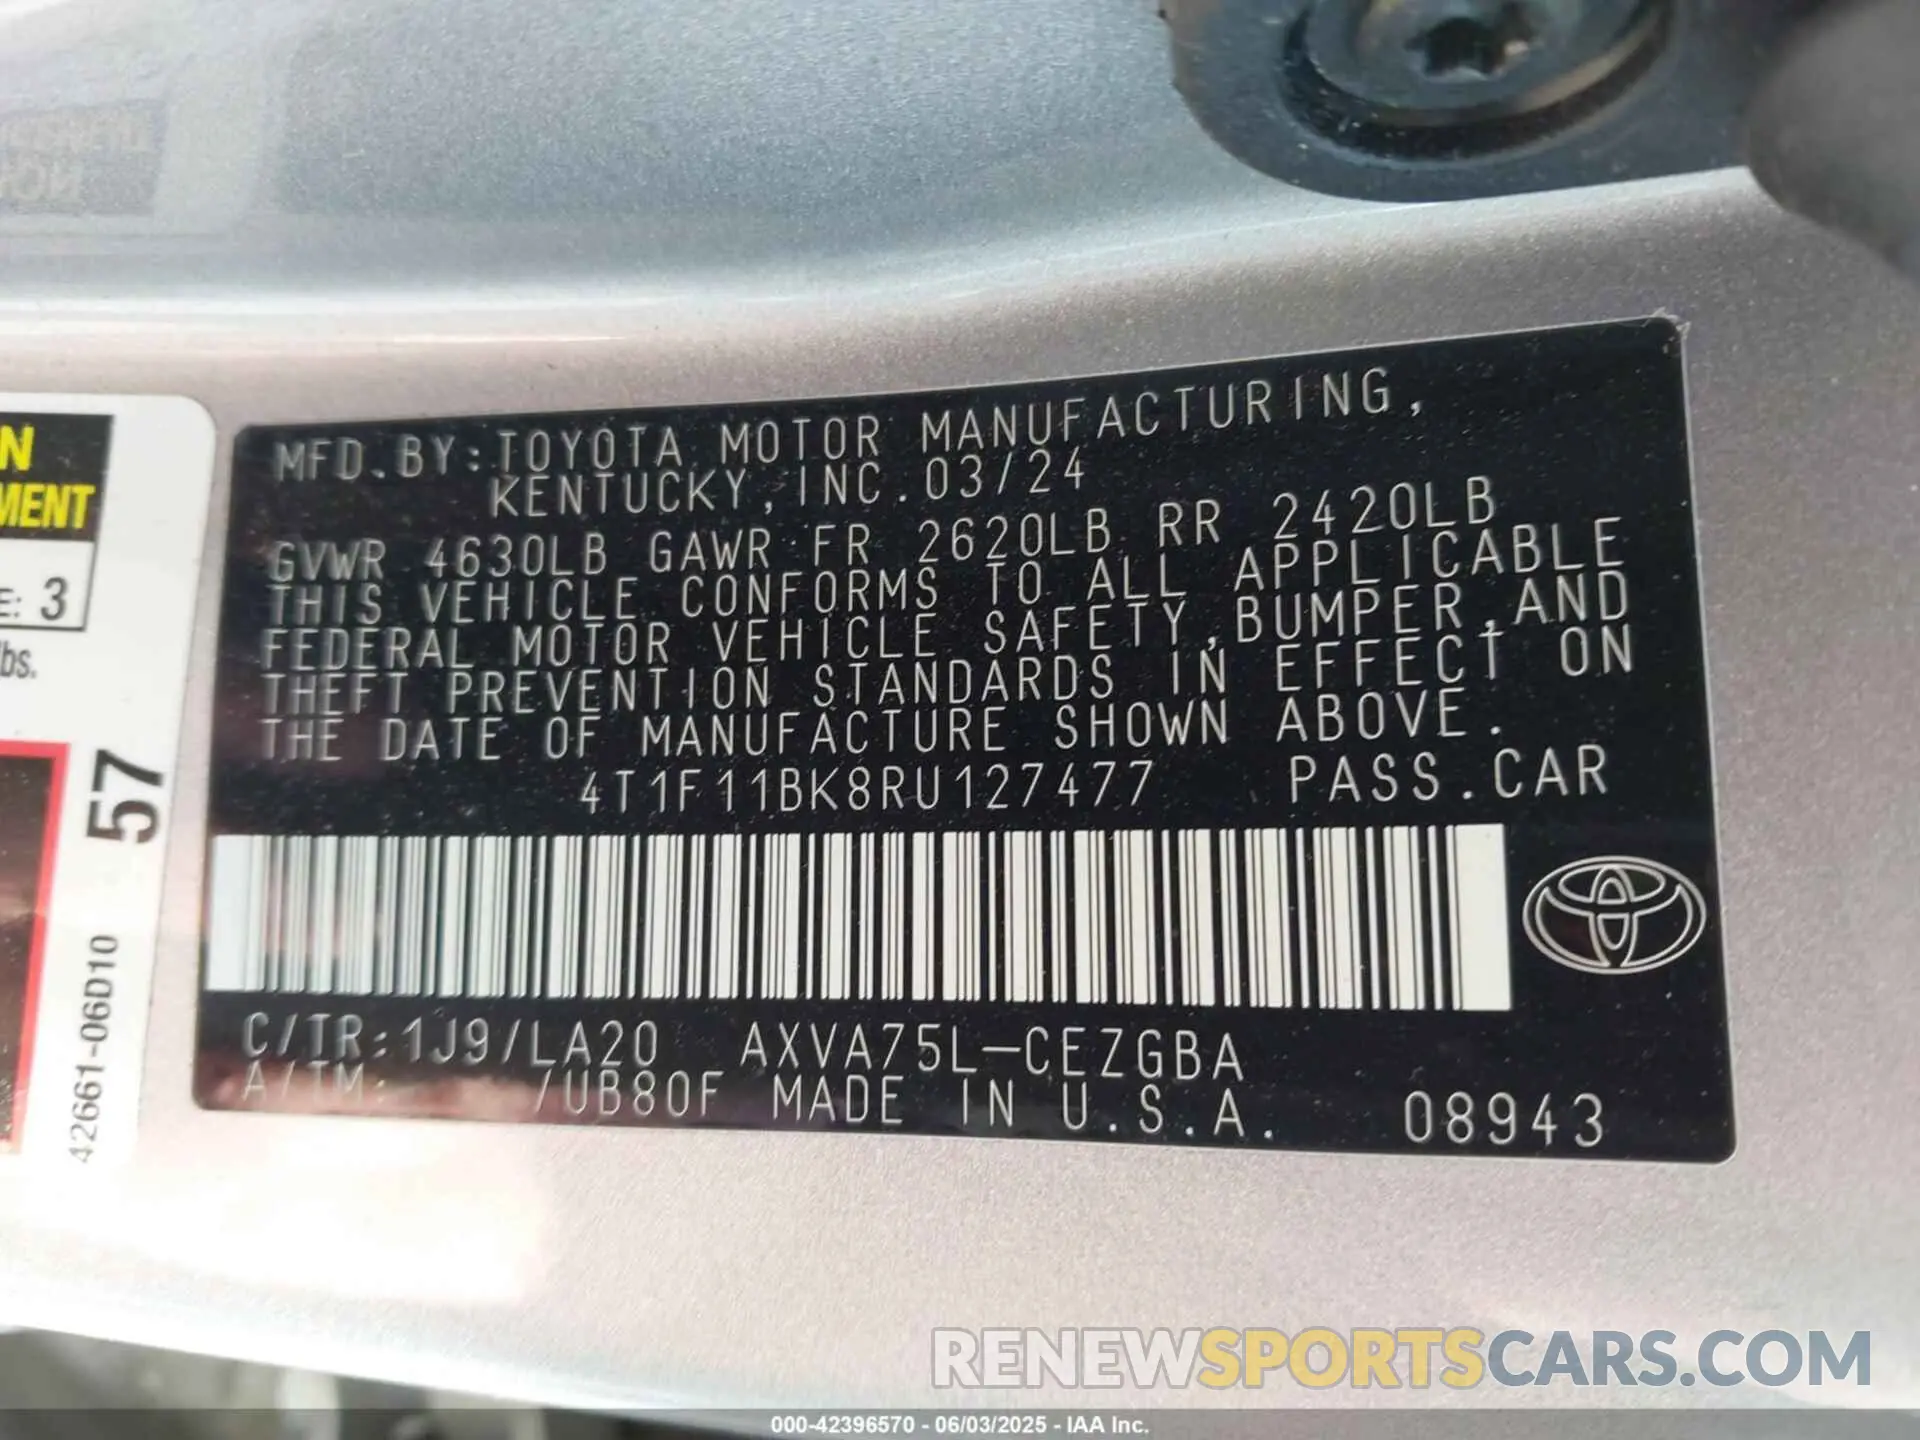 N
MENT
E: 3
lbs.
57
42661-06D10
MFD.BY:TOYOTA MOTOR MANUFACTURING,
KENTUCKY,INC.03/24
GVWR 4630LB GAWR FR 2620LB RR 2420LB
THIS VEHICLE CONFORMS TO ALL APPLICABLE
FEDERAL MOTOR VEHICLE SAFETY,BUMPER,AND
THEFT PREVENTION STANDARDS IN EFFECT ON
THE DATE OF MANUFACTURE SHOWN ABOVE.
4T1F11BK8RU127477 PASS.CAR
C/TR:1J9/LA20 AXVA75L-CEZGBA
A/TM: /UB80F MADE IN U.S.A. 08943
RENEWSPORTSCARS.COM
000-42396570 - 06/03/2025 - IAA Inc.